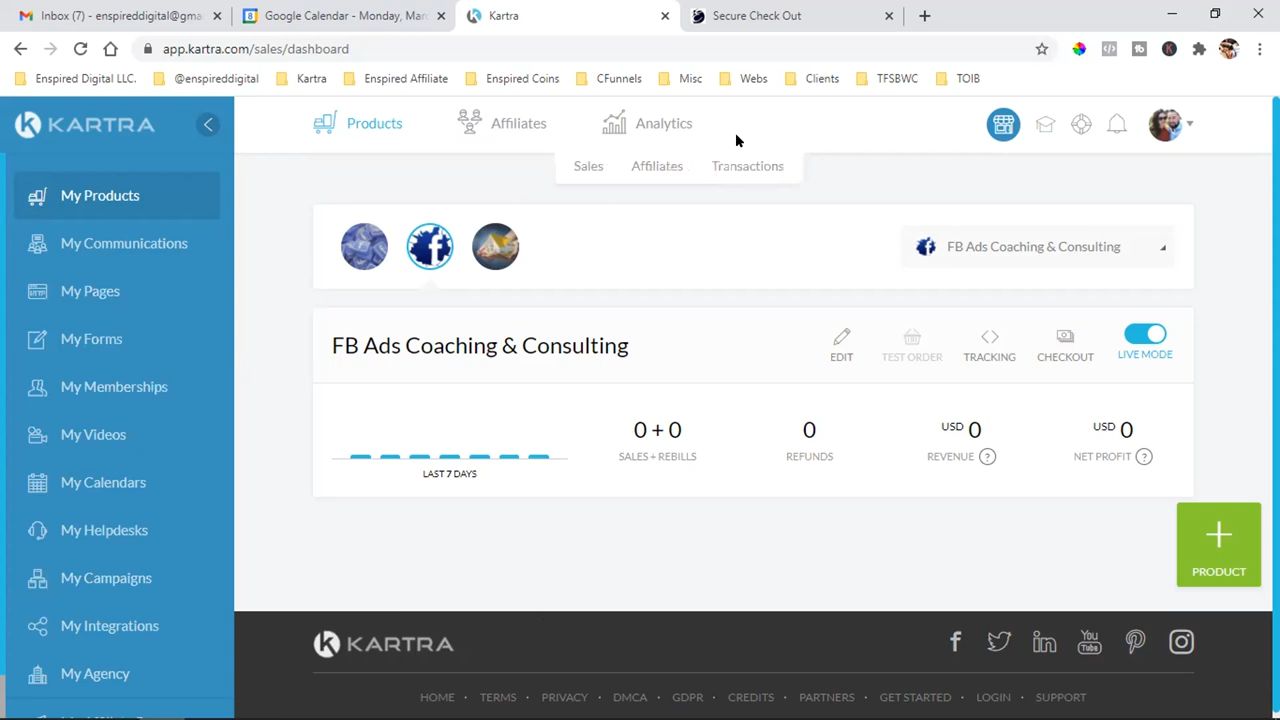 Inbox (7) - enspireddigital@gma
Google Calendar - Monday, Mar
Kartra
Secure Check Out
app.kartra.com/sales/dashboard
Enspired Digital LLC.
@enspireddigital
Kartra
Enspired Affiliate
Enspired Coins
CFunnels
Misc
Webs
Clients
TFSBWC
TOIB
KARTRA
Products
Affiliates
Analytics
Sales
Affiliates
Transactions
My Products
My Communications
My Pages
My Forms
My Memberships
My Videos
My Calendars
My Helpdesks
My Campaigns
My Integrations
My Agency
FB Ads Coaching & Consulting
FB Ads Coaching & Consulting
EDIT
TEST ORDER
TRACKING
CHECKOUT
LIVE MODE
LAST 7 DAYS
0 + 0
SALES + REBILLS
0
REFUNDS
USD 0
REVENUE ?
USD 0
NET PROFIT ?
+
PRODUCT
KARTRA
You Tube
HOME · TERMS · PRIVACY · DMCA · GDPR · CREDITS · PARTNERS · GET STARTED · LOGIN · SUPPORT